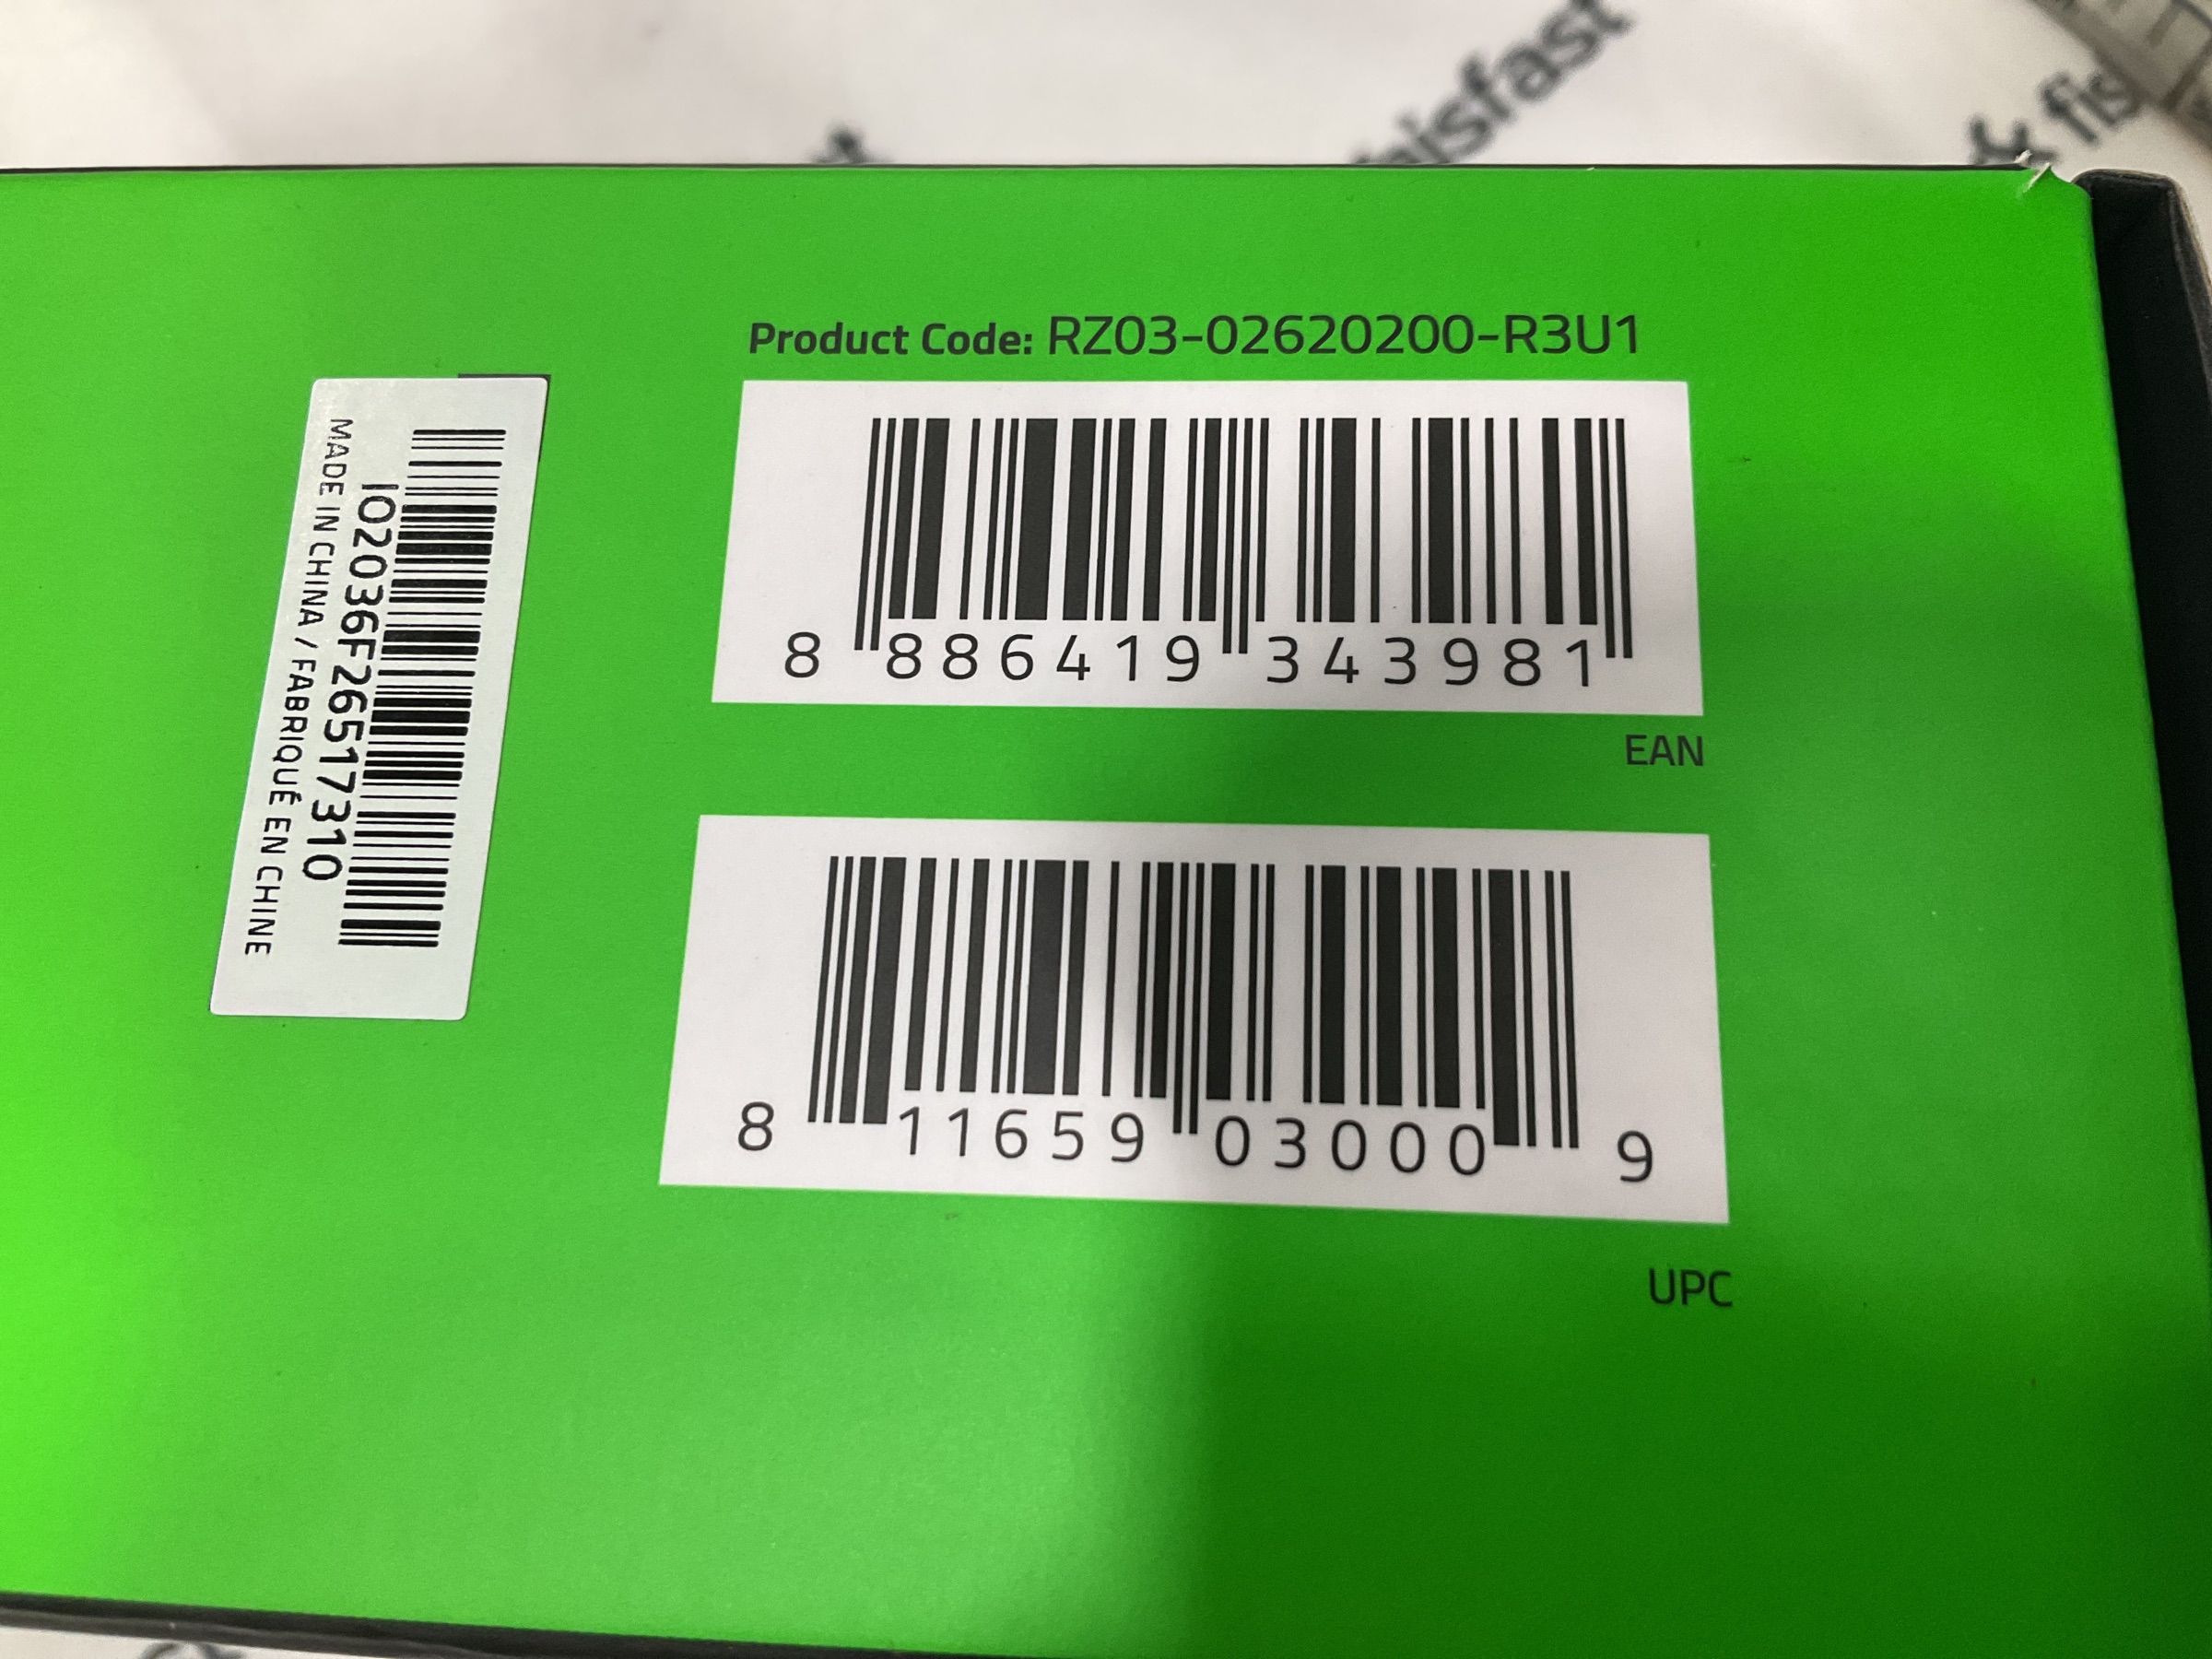 Product Code: RZ03-02620200-R3U1
8 886419 343981
EAN
8 11659 03000 9
UPC
IO2036F26517310
MADE IN CHINA / FABRIQUÉ EN CHINE